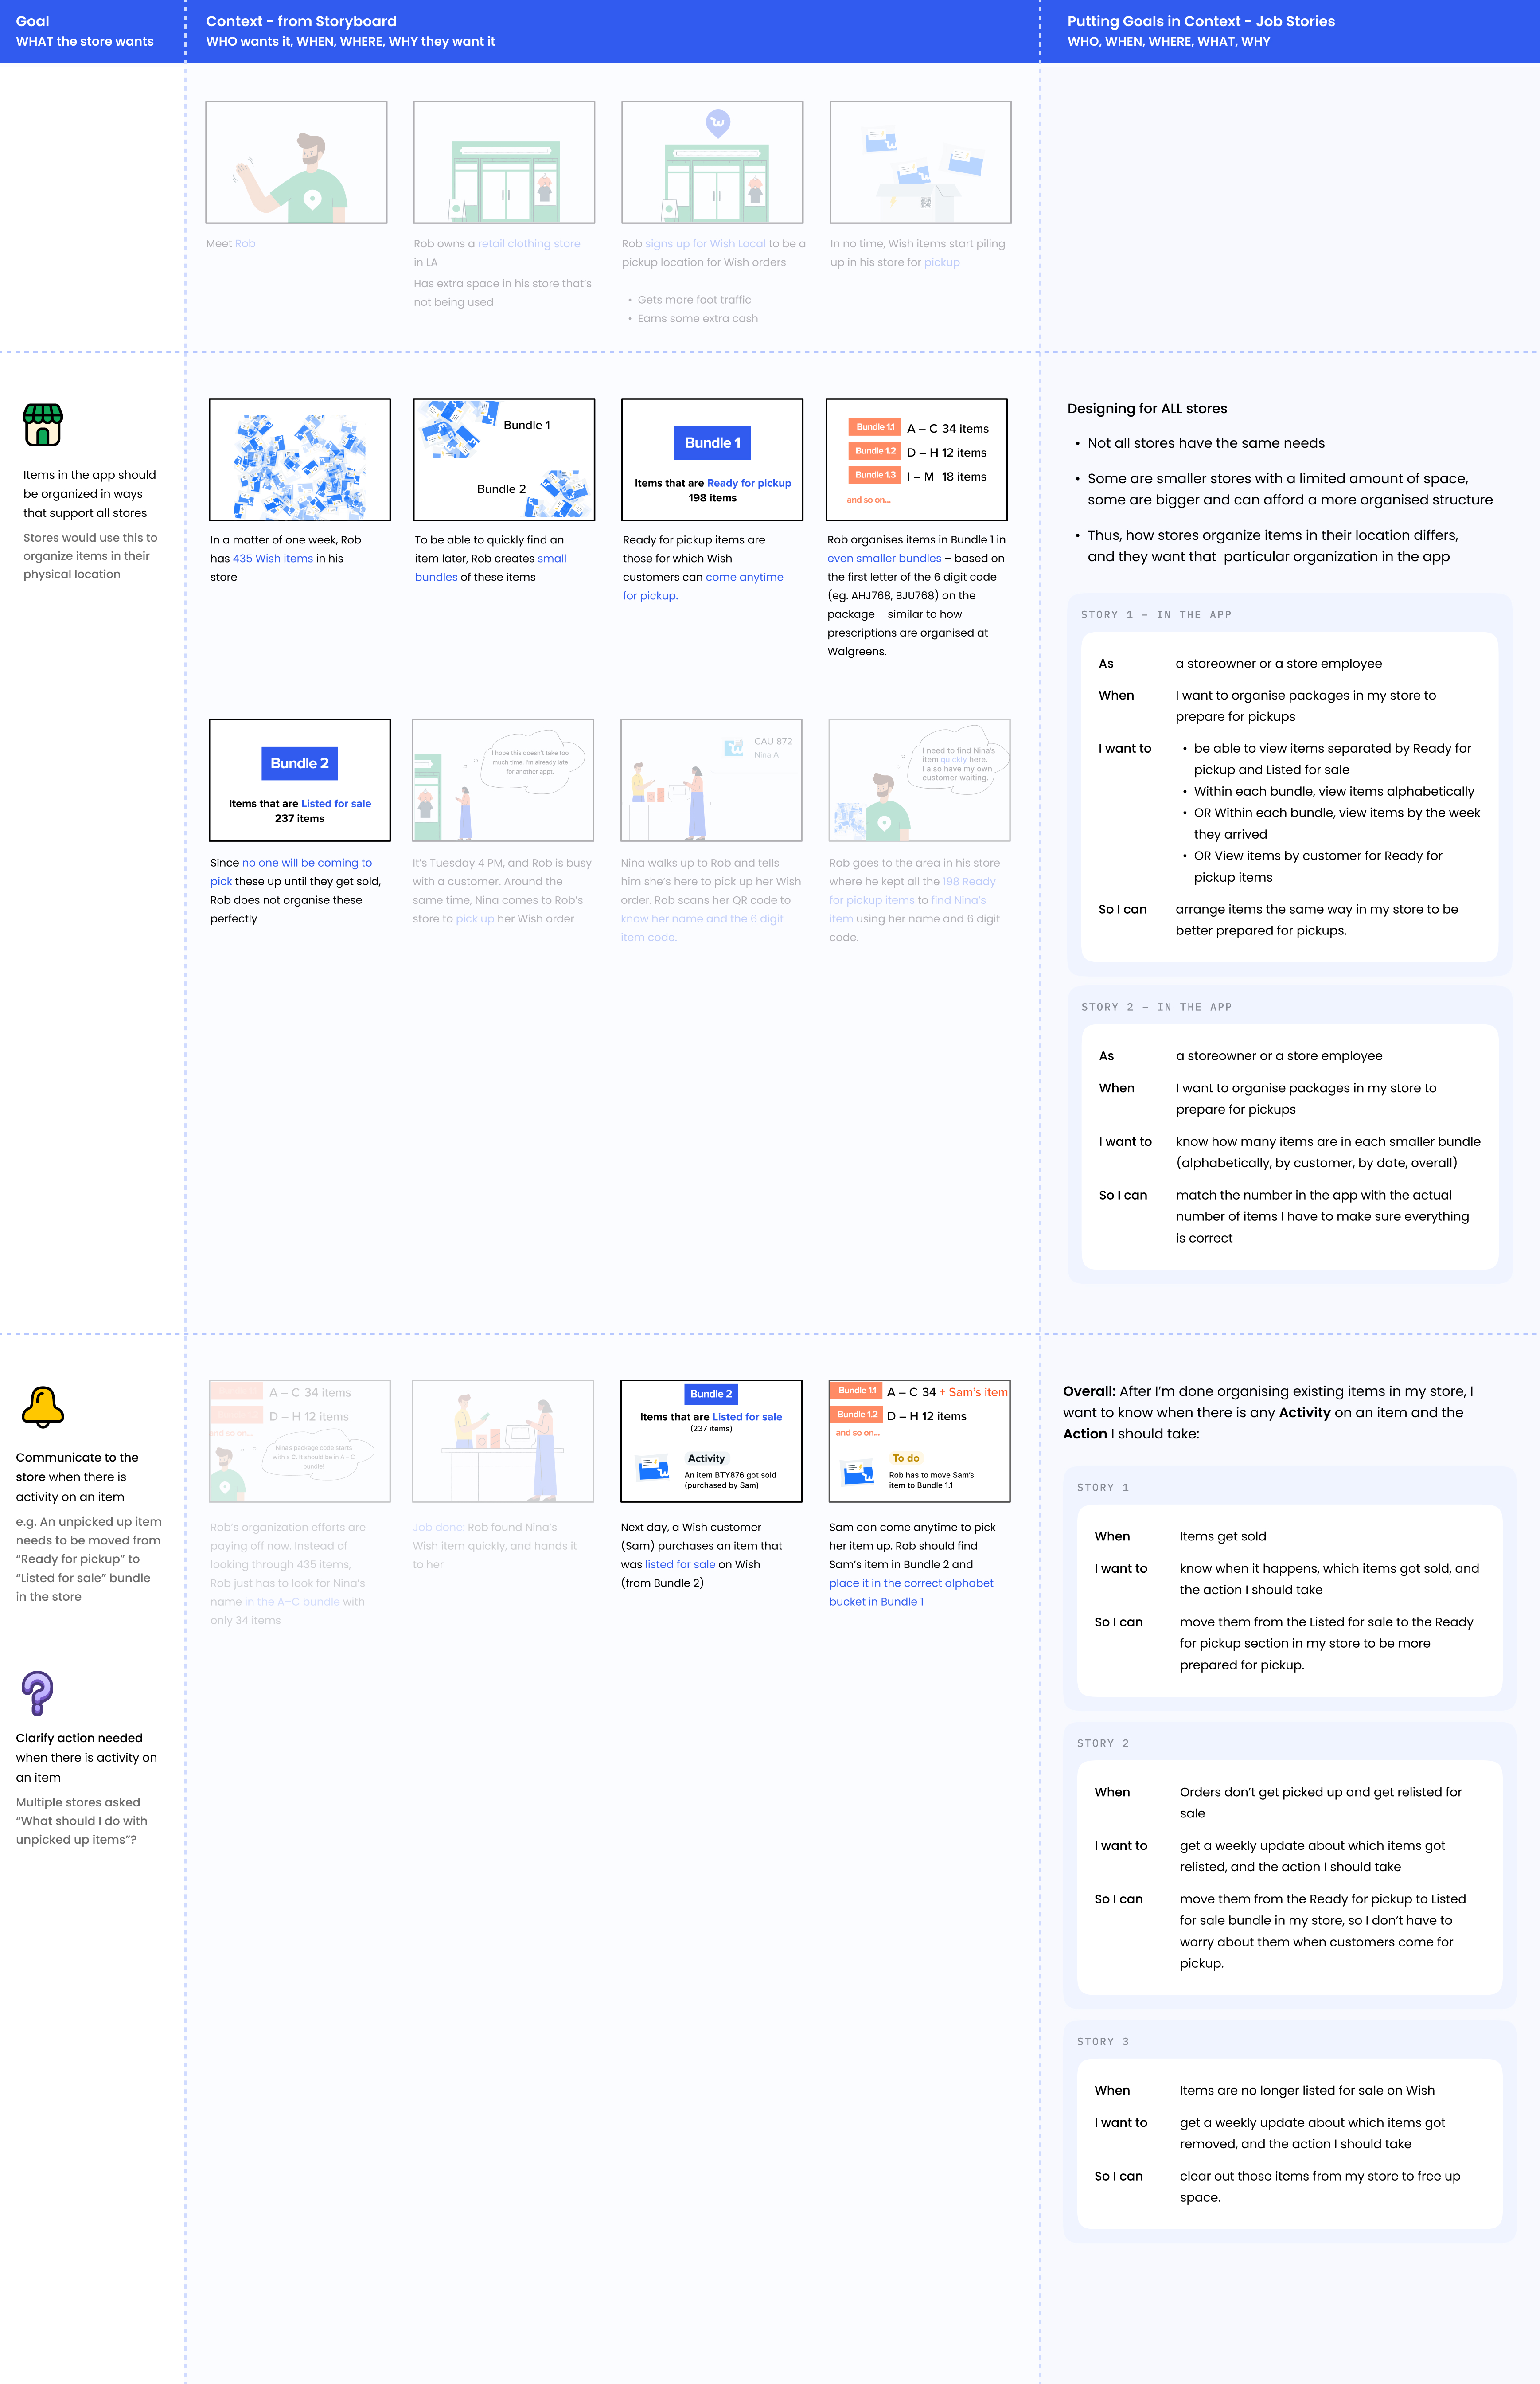 Goal
WHAT the store wants
Context - from Storyboard
WHO wants it, WHEN, WHERE, WHY they want it
Putting Goals in Context - Job Stories
WHO, WHEN, WHERE, WHAT, WHY
Meet Rob
Rob owns a retail clothing store
in LA
Has extra space in his store that's
not being used
Rob signs up for Wish Local to be a
pickup location for Wish orders
• Gets more foot traffic
• Earns some extra cash
In no time, Wish items start piling
up in his store for pickup
Items in the app should
be organized in ways
that support all stores
Stores would use this to
organize items in their
physical location
In a matter of one week, Rob
has 435 Wish items in his
store
Bundle 1
Bundle 2
To be able to quickly find an
item later, Rob creates small
bundles of these items
Bundle 1
Items that are Ready for pickup
198 items
Ready for pickup items are
those for which Wish
customers can come anytime
for pickup.
Bundle 1.1 A – C 34 items
Bundle 1.2 D – H 12 items
Bundle 1.3 I – M 18 items
and so on...
Rob organises items in Bundle 1 in
even smaller bundles – based on
the first letter of the 6 digit code
(eg. AHJ768, BJU768) on the
package – similar to how
prescriptions are organised at
Walgreens.
Bundle 2
Items that are Listed for sale
237 items
Since no one will be coming to
pick these up until they get sold,
Rob does not organise these
perfectly
I hope this doesn't take too
much time. I'm already late
for another appt.
It's Tuesday 4 PM, and Rob is busy
with a customer. Around the
same time, Nina comes to Rob's
store to pick up her Wish order
CAU 872
Nina A
Nina walks up to Rob and tells
him she's here to pick up her Wish
order. Rob scans her QR code to
know her name and the 6 digit
item code.
I need to find Nina's
item quickly here.
I also have my own
customer waiting.
Rob goes to the area in his store
where he kept all the 198 Ready
for pickup items to find Nina's
item using her name and 6 digit
code.
Designing for ALL stores
• Not all stores have the same needs
• Some are smaller stores with a limited amount of space,
some are bigger and can afford a more organised structure
• Thus, how stores organize items in their location differs,
and they want that particular organization in the app
STORY 1 – IN THE APP
As a storeowner or a store employee
When I want to organise packages in my store to
prepare for pickups
I want to • be able to view items separated by Ready for
pickup and Listed for sale
• Within each bundle, view items alphabetically
• OR Within each bundle, view items by the week
they arrived
• OR View items by customer for Ready for
pickup items
So I can arrange items the same way in my store to be
better prepared for pickups.
STORY 2 – IN THE APP
As a storeowner or a store employee
When I want to organise packages in my store to
prepare for pickups
I want to know how many items are in each smaller bundle
(alphabetically, by customer, by date, overall)
So I can match the number in the app with the actual
number of items I have to make sure everything
is correct
Communicate to the
store when there is
activity on an item
e.g. An unpicked up item
needs to be moved from
“Ready for pickup” to
“Listed for sale” bundle
in the store
Clarify action needed
when there is activity on
an item
Multiple stores asked
“What should I do with
unpicked up items”?
A – C 34 items
D – H 12 items
and so on...
Nina's package code starts
with a C. It should be in A – C
bundle!
Rob's organization efforts are
paying off now. Instead of
looking through 435 items,
Rob just has to look for Nina's
name in the A–C bundle with
only 34 items
Job done: Rob found Nina's
Wish item quickly, and hands it
to her
Bundle 2
Items that are Listed for sale
(237 items)
Activity
An item BTY876 got sold
(purchased by Sam)
Next day, a Wish customer
(Sam) purchases an item that
was listed for sale on Wish
(from Bundle 2)
Bundle 1.1 A – C 34 + Sam's item
Bundle 1.2 D – H 12 items
and so on...
To do
Rob has to move Sam's
item to Bundle 1.1
Sam can come anytime to pick
her item up. Rob should find
Sam's item in Bundle 2 and
place it in the correct alphabet
bucket in Bundle 1
Overall: After I'm done organising existing items in my store, I
want to know when there is any Activity on an item and the
Action I should take:
STORY 1
When Items get sold
I want to know when it happens, which items got sold, and
the action I should take
So I can move them from the Listed for sale to the Ready
for pickup section in my store to be more
prepared for pickup.
STORY 2
When Orders don't get picked up and get relisted for
sale
I want to get a weekly update about which items got
relisted, and the action I should take
So I can move them from the Ready for pickup to Listed
for sale bundle in my store, so I don't have to
worry about them when customers come for
pickup.
STORY 3
When Items are no longer listed for sale on Wish
I want to get a weekly update about which items got
removed, and the action I should take
So I can clear out those items from my store to free up
space.